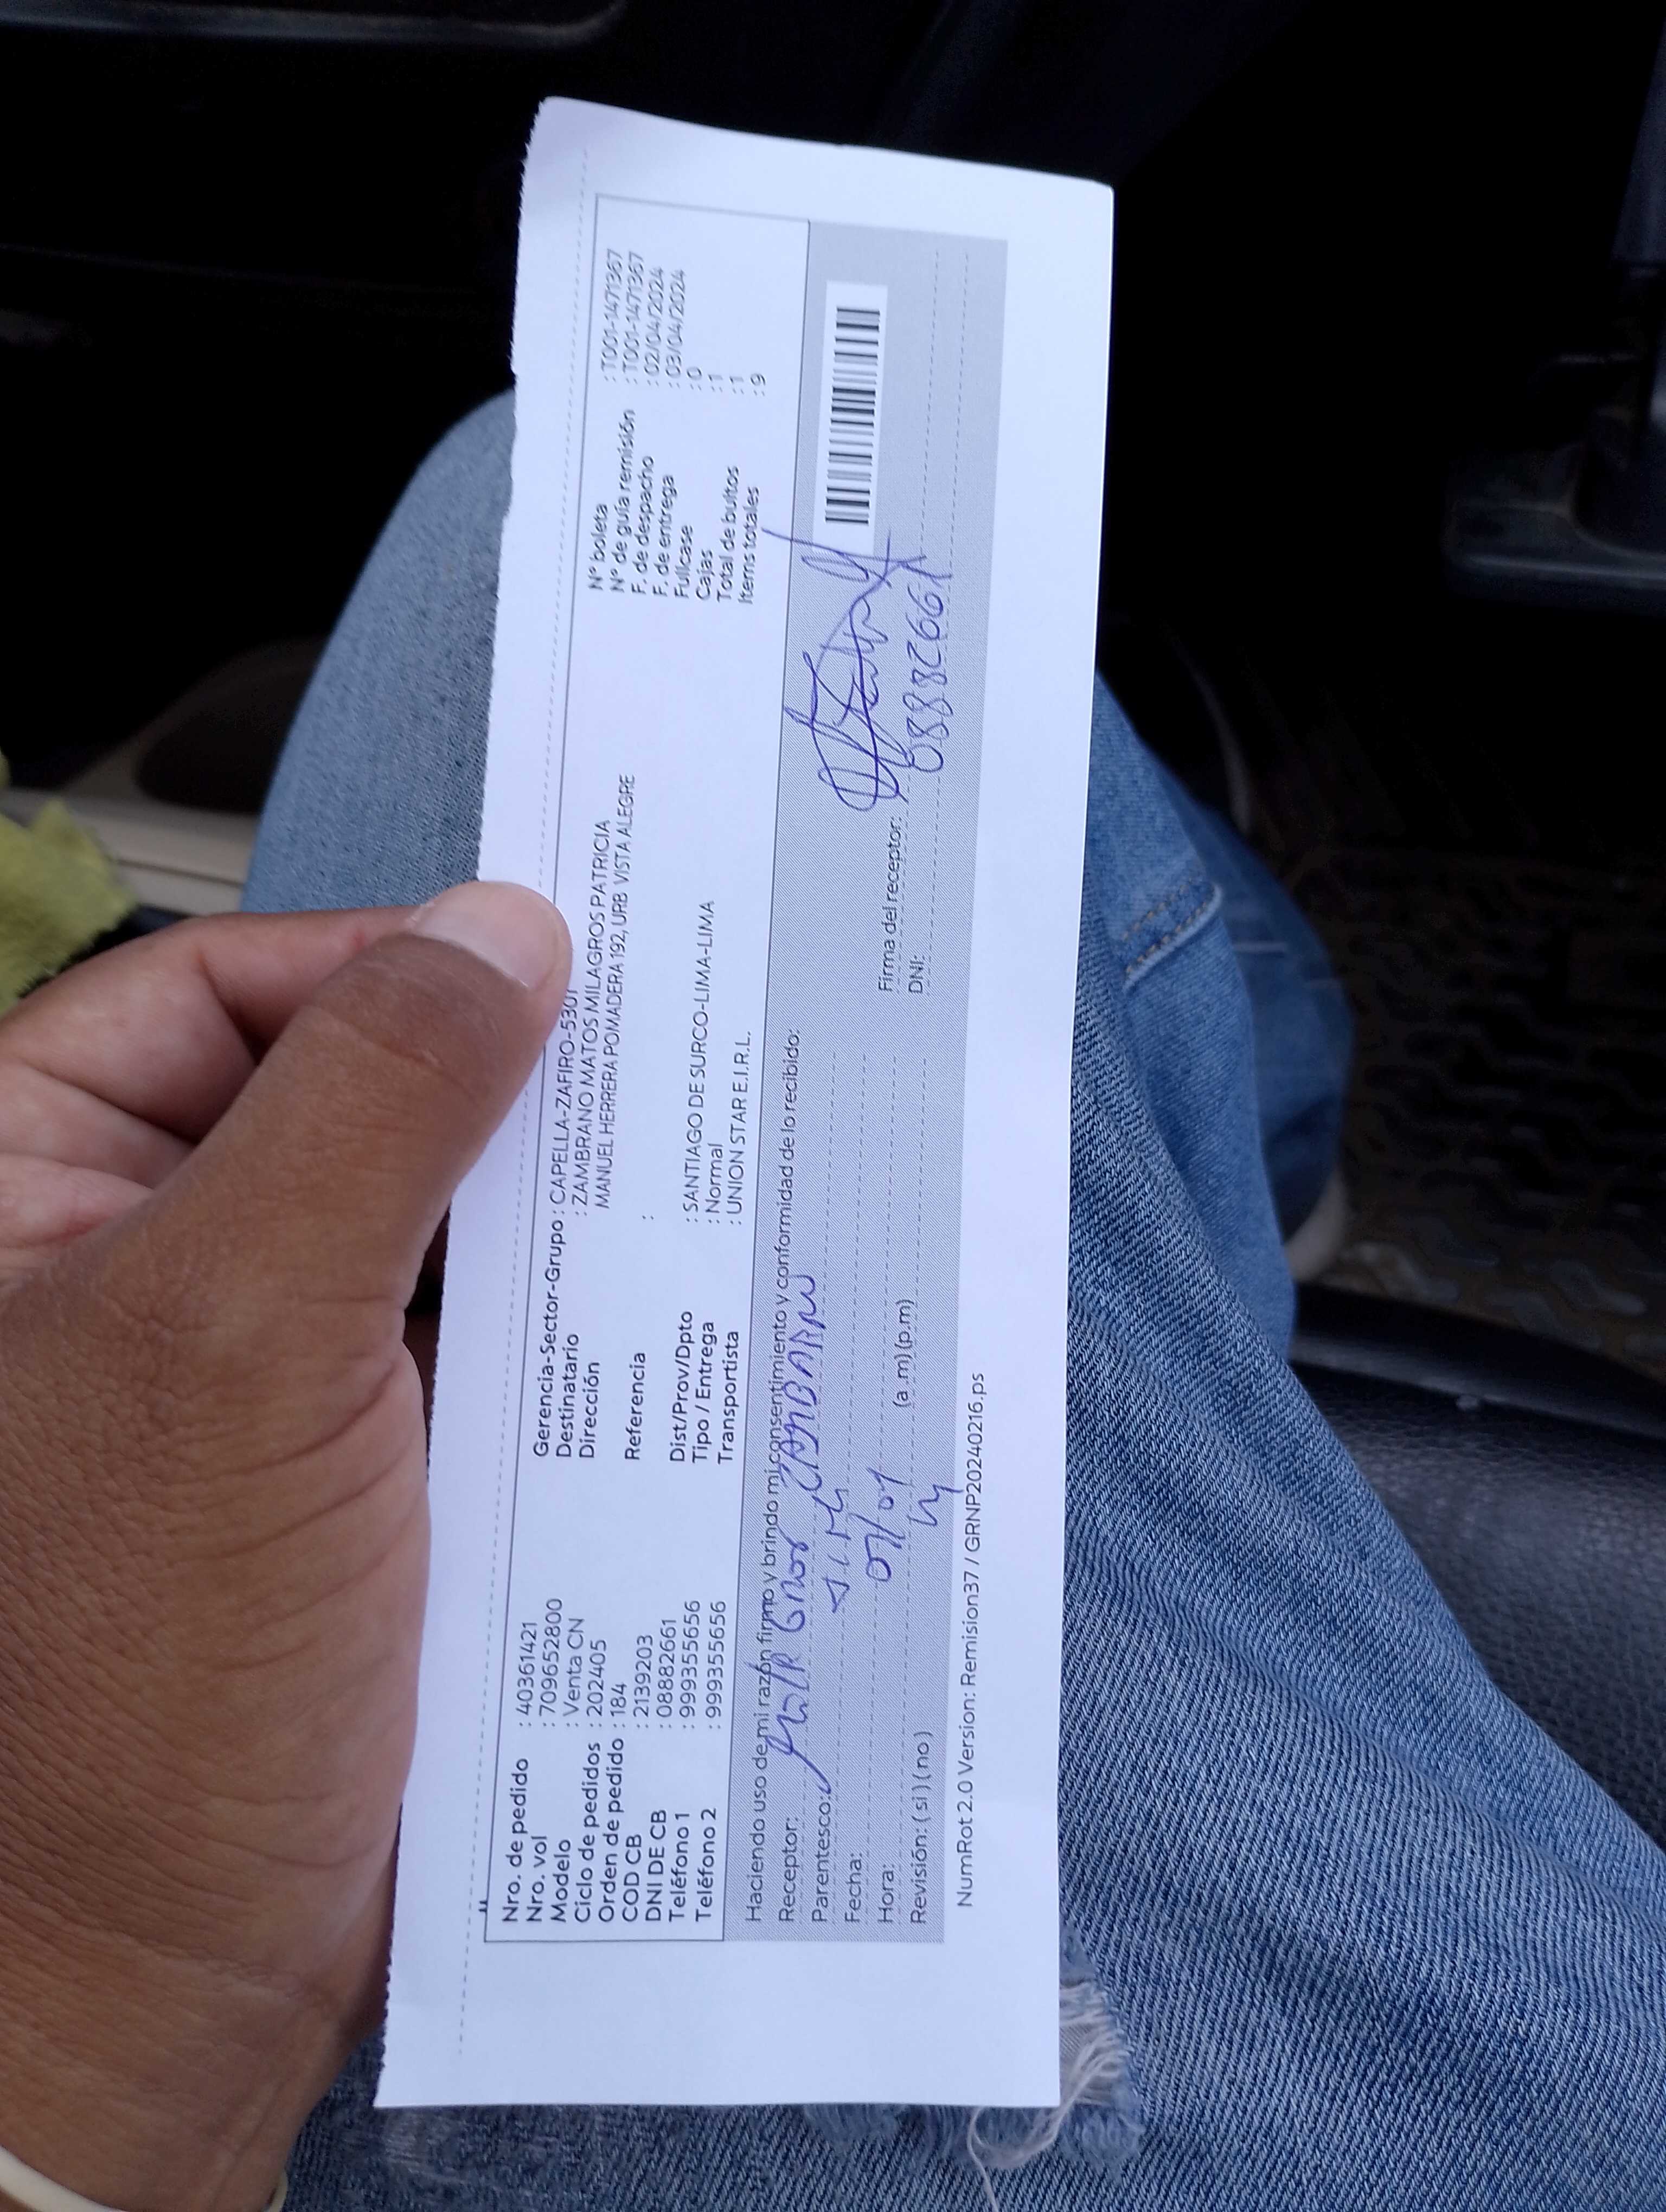 Nro. de pedido : 40361421
Nro. vol : 709652800
Modelo : Venta CN
Ciclo de pedidos : 202405
Orden de pedido : 184
COD CB : 2139203
DNI DE CB : 08882661
Teléfono 1 : 999355656
Teléfono 2 : 999355656
Gerencia-Sector-Grupo : CAPELLA-ZAFIRO-5301
Destinatario : ZAMBRANO MATOS MILAGROS PATRICIA
Dirección MANUEL HERRERA POMADERA 192, URB VISTA ALEGRE
Referencia :
Dist/Prov/Dpto : SANTIAGO DE SURCO-LIMA-LIMA
Tipo / Entrega : Normal
Transportista : UNION STAR E.I.R.L.
N° boleta : T001-1471367
N° de guía remisión : T001-1471367
F. de despacho : 02/04/2024
F. de entrega : 03/04/2024
Fullcase : 0
Cajas : 1
Total de bultos : 1
Items totales : 9
Haciendo uso de mi razón firmo y brindo mi consentimiento y conformidad de lo recibido:
Receptor: ZAMBRANO
Parentesco:
Fecha:
Hora: (a .m) (p.m)
Revisión: ( si ) ( no )
Firma del receptor:
DNI: 08882661
NumRot 2.0 Version: Remision37 / GRNP20240216.ps